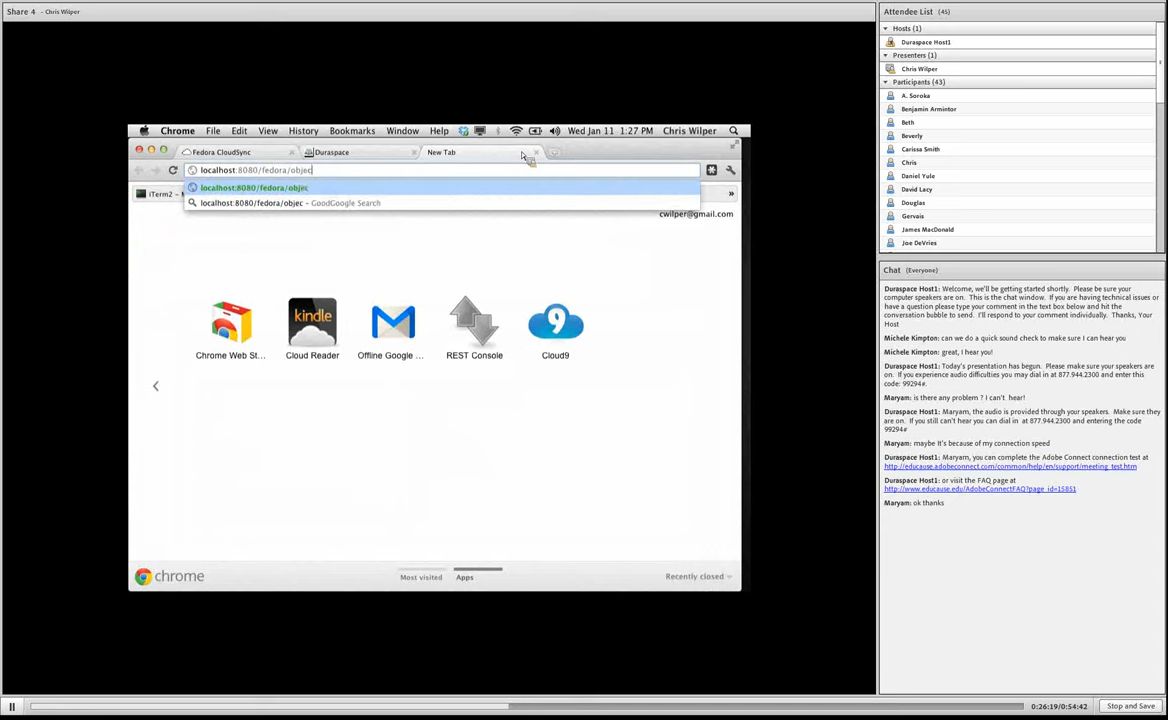 Share 4 - Chris Wilper
Chrome File Edit View History Bookmarks Window Help Wed Jan 11 1:27 PM Chris Wilper
Fedora CloudSync Duraspace New Tab
localhost:8080/fedora/objec
iTerm2 –
localhost:8080/fedora/objec
localhost:8080/fedora/objec – GoodGoogle Search
»
cwilper@gmail.com
Chrome Web St... Cloud Reader Offline Google ... REST Console Cloud9
kindle
9
chrome
Most visited Apps Recently closed
Attendee List (45)
Hosts (1)
Duraspace Host1
Presenters (1)
Chris Wilper
Participants (43)
A. Soroka
Benjamin Armintor
Beth
Beverly
Carissa Smith
Chris
Daniel Yule
David Lacy
Douglas
Gervais
James MacDonald
Joe DeVries
Chat (Everyone)
Duraspace Host1: Welcome, we'll be getting started shortly. Please be sure your
computer speakers are on. This is the chat window. If you are having technical issues or
have a question please type your comment in the text box below and hit the
conversation bubble to send. I'll respond to your comment individually. Thanks, Your
Host
Michele Kimpton: can we do a quick sound check to make sure I can hear you
Michele Kimpton: great, I hear you!
Duraspace Host1: Today's presentation has begun. Please make sure your speakers are
on. If you experience audio difficulties you may dial in at 877.944.2300 and enter this
code: 99294#.
Maryam: is there any problem ? I can't hear!
Duraspace Host1: Maryam, the audio is provided through your speakers. Make sure they
are on. If you still can't hear you can dial in at 877.944.2300 and entering the code
99294#
Maryam: maybe It's because of my connection speed
Duraspace Host1: Maryam, you can complete the Adobe Connect connection test at
http://educause.adobeconnect.com/common/help/en/support/meeting_test.htm
Duraspace Host1: or visit the FAQ page at
http://www.educause.edu/AdobeConnectFAQ?page_id=15851
Maryam: ok thanks
0:26:19/0:54:42 Stop and Save